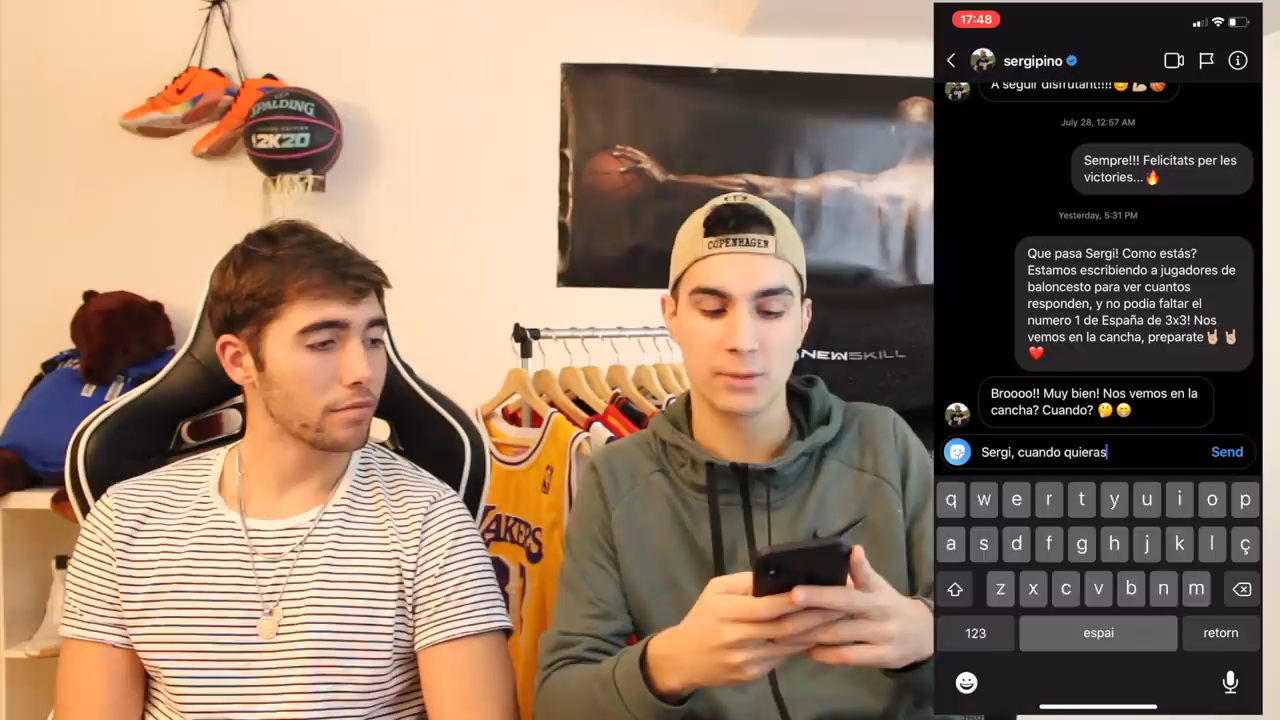 SPALDING
2K20
COPENHAGEN
NEWSKILL
LAKERS
17:48
sergipino
A seguir disfrutant!!!!😊💪🏼🏀
July 28, 12:57 AM
Sempre!!! Felicitats per les
victories...🔥
Yesterday, 5:31 PM
Que pasa Sergi! Como estás?
Estamos escribiendo a jugadores de
baloncesto para ver cuantos
responden, y no podia faltar el
numero 1 de España de 3x3! Nos
vemos en la cancha, preparate🤘🏼🤘🏼
❤️
Broooo!! Muy bien! Nos vemos en la
cancha? Cuando? 🤔😁
Sergi, cuando quieras
Send
q w e r t y u i o p
a s d f g h j k l ç
z x c v b n m
123
espai
retorn